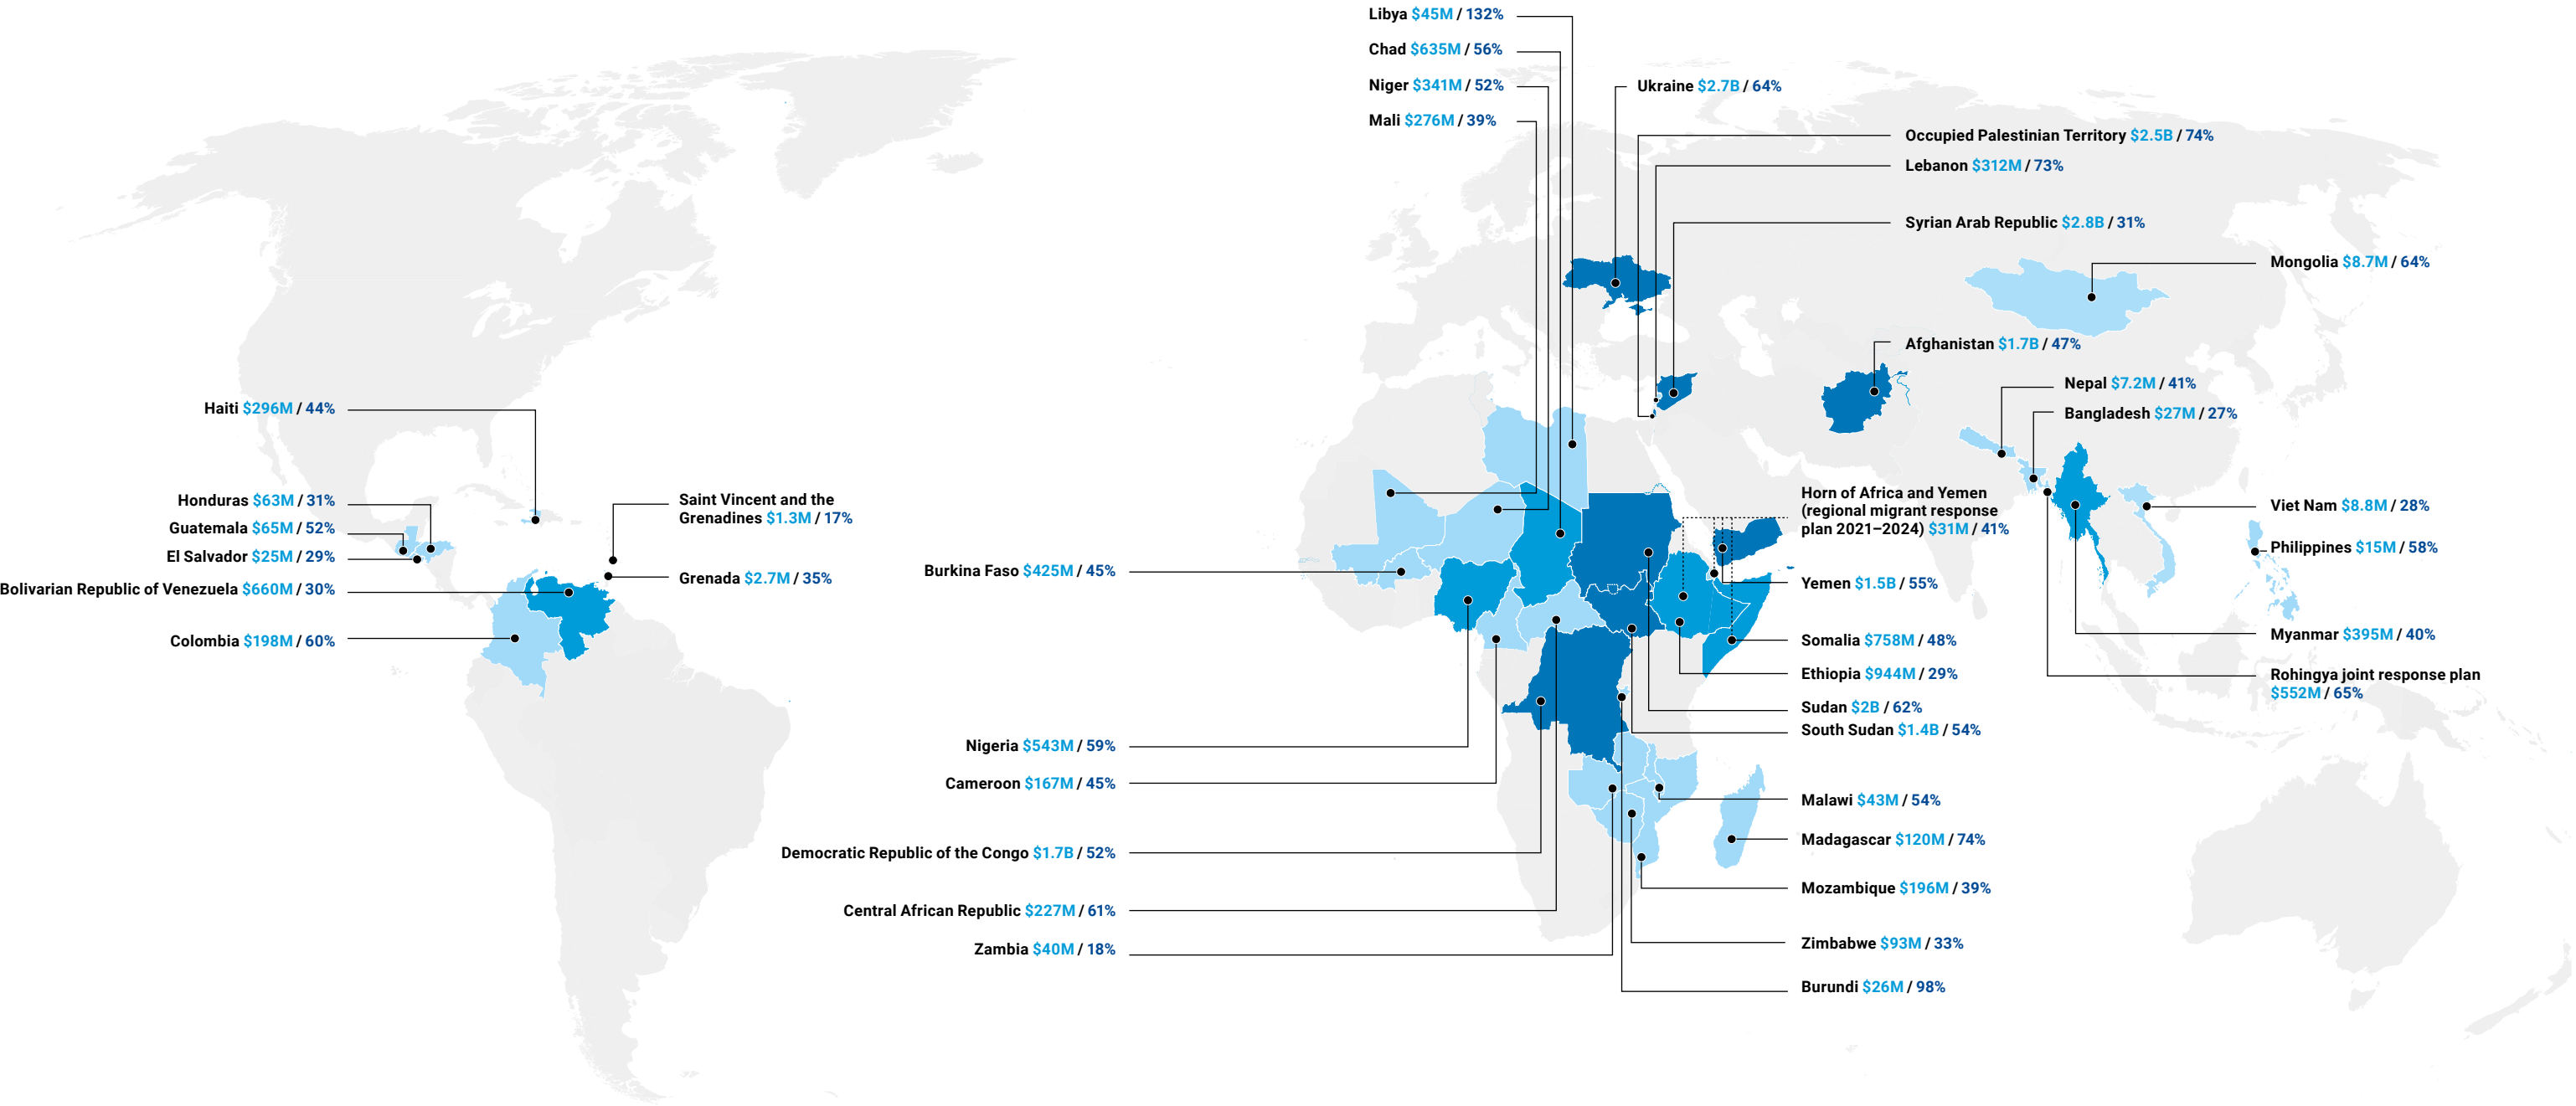 Libya $45M / 132%
Chad $635M / 56%
Niger $341M / 52%
Mali $276M / 39%
Ukraine $2.7B / 64%
Occupied Palestinian Territory $2.5B / 74%
Lebanon $312M / 73%
Syrian Arab Republic $2.8B / 31%
Mongolia $8.7M / 64%
Afghanistan $1.7B / 47%
Nepal $7.2M / 41%
Bangladesh $27M / 27%
Haiti $296M / 44%
Honduras $63M / 31%
Guatemala $65M / 52%
El Salvador $25M / 29%
Bolivarian Republic of Venezuela $660M / 30%
Colombia $198M / 60%
Saint Vincent and the
Grenadines $1.3M / 17%
Grenada $2.7M / 35%
Burkina Faso $425M / 45%
Nigeria $543M / 59%
Cameroon $167M / 45%
Democratic Republic of the Congo $1.7B / 52%
Central African Republic $227M / 61%
Zambia $40M / 18%
Horn of Africa and Yemen
(regional migrant response
plan 2021–2024) $31M / 41%
Yemen $1.5B / 55%
Somalia $758M / 48%
Ethiopia $944M / 29%
Sudan $2B / 62%
South Sudan $1.4B / 54%
Malawi $43M / 54%
Madagascar $120M / 74%
Mozambique $196M / 39%
Zimbabwe $93M / 33%
Burundi $26M / 98%
Viet Nam $8.8M / 28%
Philippines $15M / 58%
Myanmar $395M / 40%
Rohingya joint response plan
$552M / 65%